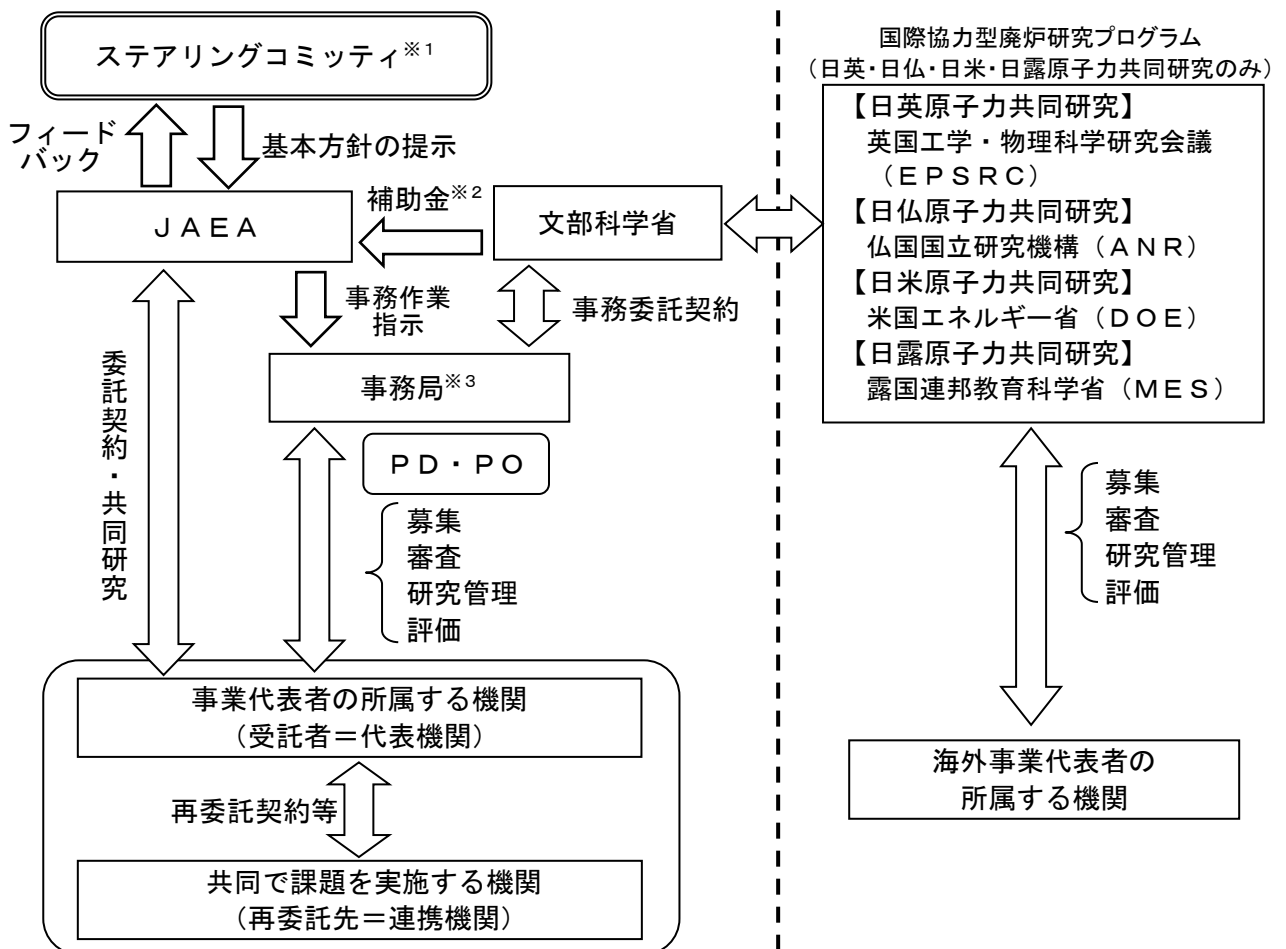 ステアリングコミッティ※1
フィード
バック
基本方針の提示
JAEA
補助金※2
文部科学省
事務作業
指示
事務委託契約
事務局※3
PD・PO
委託契約・共同研究
募集
審査
研究管理
評価
事業代表者の所属する機関
(受託者=代表機関)
再委託契約等
共同で課題を実施する機関
(再委託先=連携機関)
国際協力型廃炉研究プログラム
(日英・日仏・日米・日露原子力共同研究のみ)
【日英原子力共同研究】
英国工学・物理科学研究会議
(EPSRC)
【日仏原子力共同研究】
仏国国立研究機構(ANR)
【日米原子力共同研究】
米国エネルギー省(DOE)
【日露原子力共同研究】
露国連邦教育科学省(MES)
募集
審査
研究管理
評価
海外事業代表者の
所属する機関